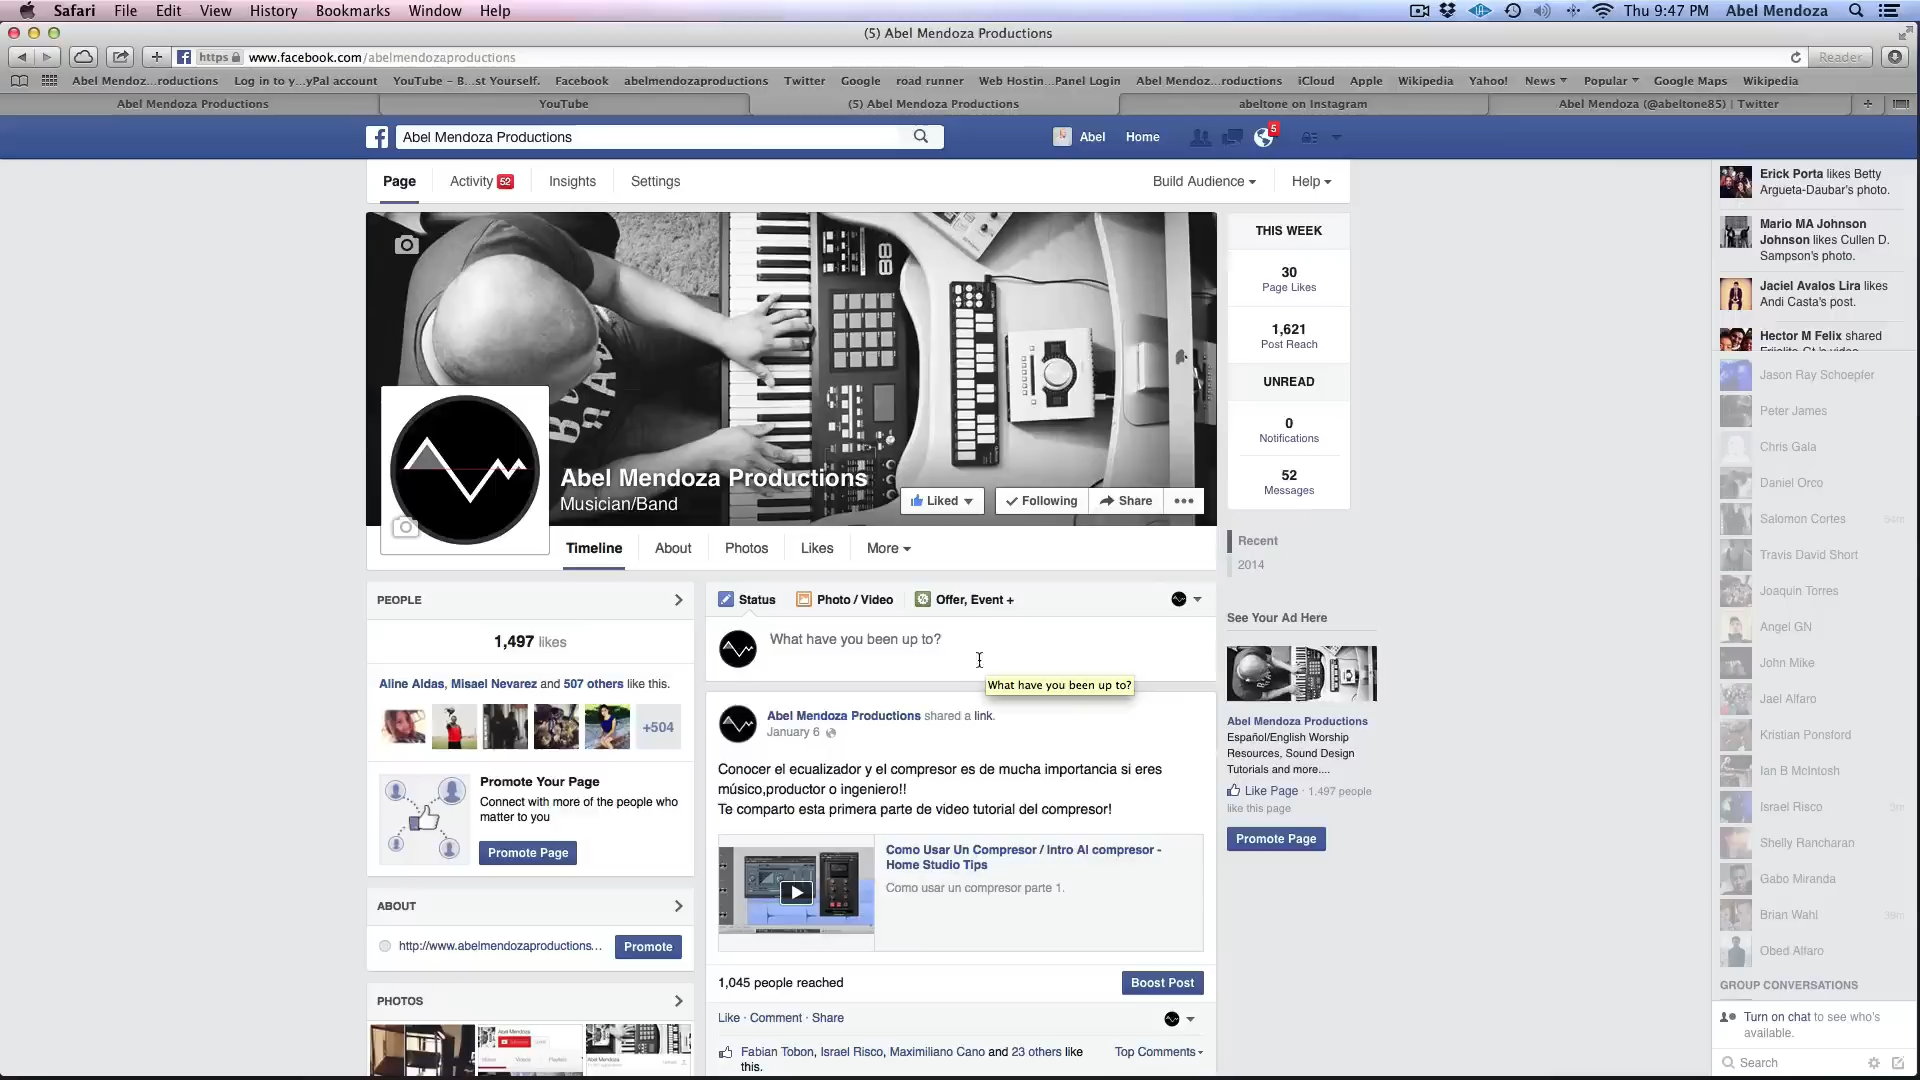 Safari File Edit View History Bookmarks Window Help
Thu 9:47 PM Abel Mendoza
(5) Abel Mendoza Productions
https www.facebook.com/abelmendozaproductions
Reader
Abel Mendoz...roductions Log in to y...yPal account YouTube - B...st Yourself. Facebook abelmendozaproductions Twitter Google road runner Web Hostin...Panel Login Abel Mendoz...roductions iCloud Apple Wikipedia Yahoo! News Popular Google Maps Wikipedia
Abel Mendoza Productions YouTube (5) Abel Mendoza Productions abeltone on Instagram Abel Mendoza (@abeltone85) | Twitter
Abel Mendoza Productions
Abel Home 5
Page Activity 52 Insights Settings
Build Audience Help
88
Abel Mendoza Productions
Musician/Band
Liked Following Share
Timeline About Photos Likes More
THIS WEEK
30
Page Likes
1,621
Post Reach
UNREAD
0
Notifications
52
Messages
Recent
2014
PEOPLE
1,497 likes
Aline Aldas, Misael Nevarez and 507 others like this.
+504
Promote Your Page
Connect with more of the people who
matter to you
Promote Page
ABOUT
http://www.abelmendozaproductions...
Promote
PHOTOS
Status Photo / Video Offer, Event +
What have you been up to?
What have you been up to?
Abel Mendoza Productions shared a link.
January 6
Conocer el ecualizador y el compresor es de mucha importancia si eres
músico,productor o ingeniero!!
Te comparto esta primera parte de video tutorial del compresor!
Como Usar Un Compresor / Intro Al compresor -
Home Studio Tips
Como usar un compresor parte 1.
1,045 people reached
Boost Post
Like · Comment · Share
Fabian Tobon, Israel Risco, Maximiliano Cano and 23 others like
this.
Top Comments
See Your Ad Here
Abel Mendoza Productions
Español/English Worship
Resources, Sound Design
Tutorials and more....
Like Page · 1,497 people
like this page
Promote Page
Erick Porta likes Betty
Argueta-Daubar's photo.
Mario MA Johnson
Johnson likes Cullen D.
Sampson's photo.
Jaciel Avalos Lira likes
Andi Casta's post.
Hector M Felix shared
Jason Ray Schoepfer
Peter James
Chris Gala
Daniel Orco
Salomon Cortes
Travis David Short
Joaquin Torres
Angel GN
John Mike
Jael Alfaro
Kristian Ponsford
Ian B McIntosh
Israel Risco
Shelly Rancharan
Gabo Miranda
Brian Wahl
Obed Alfaro
GROUP CONVERSATIONS
Turn on chat to see who's
available.
Search